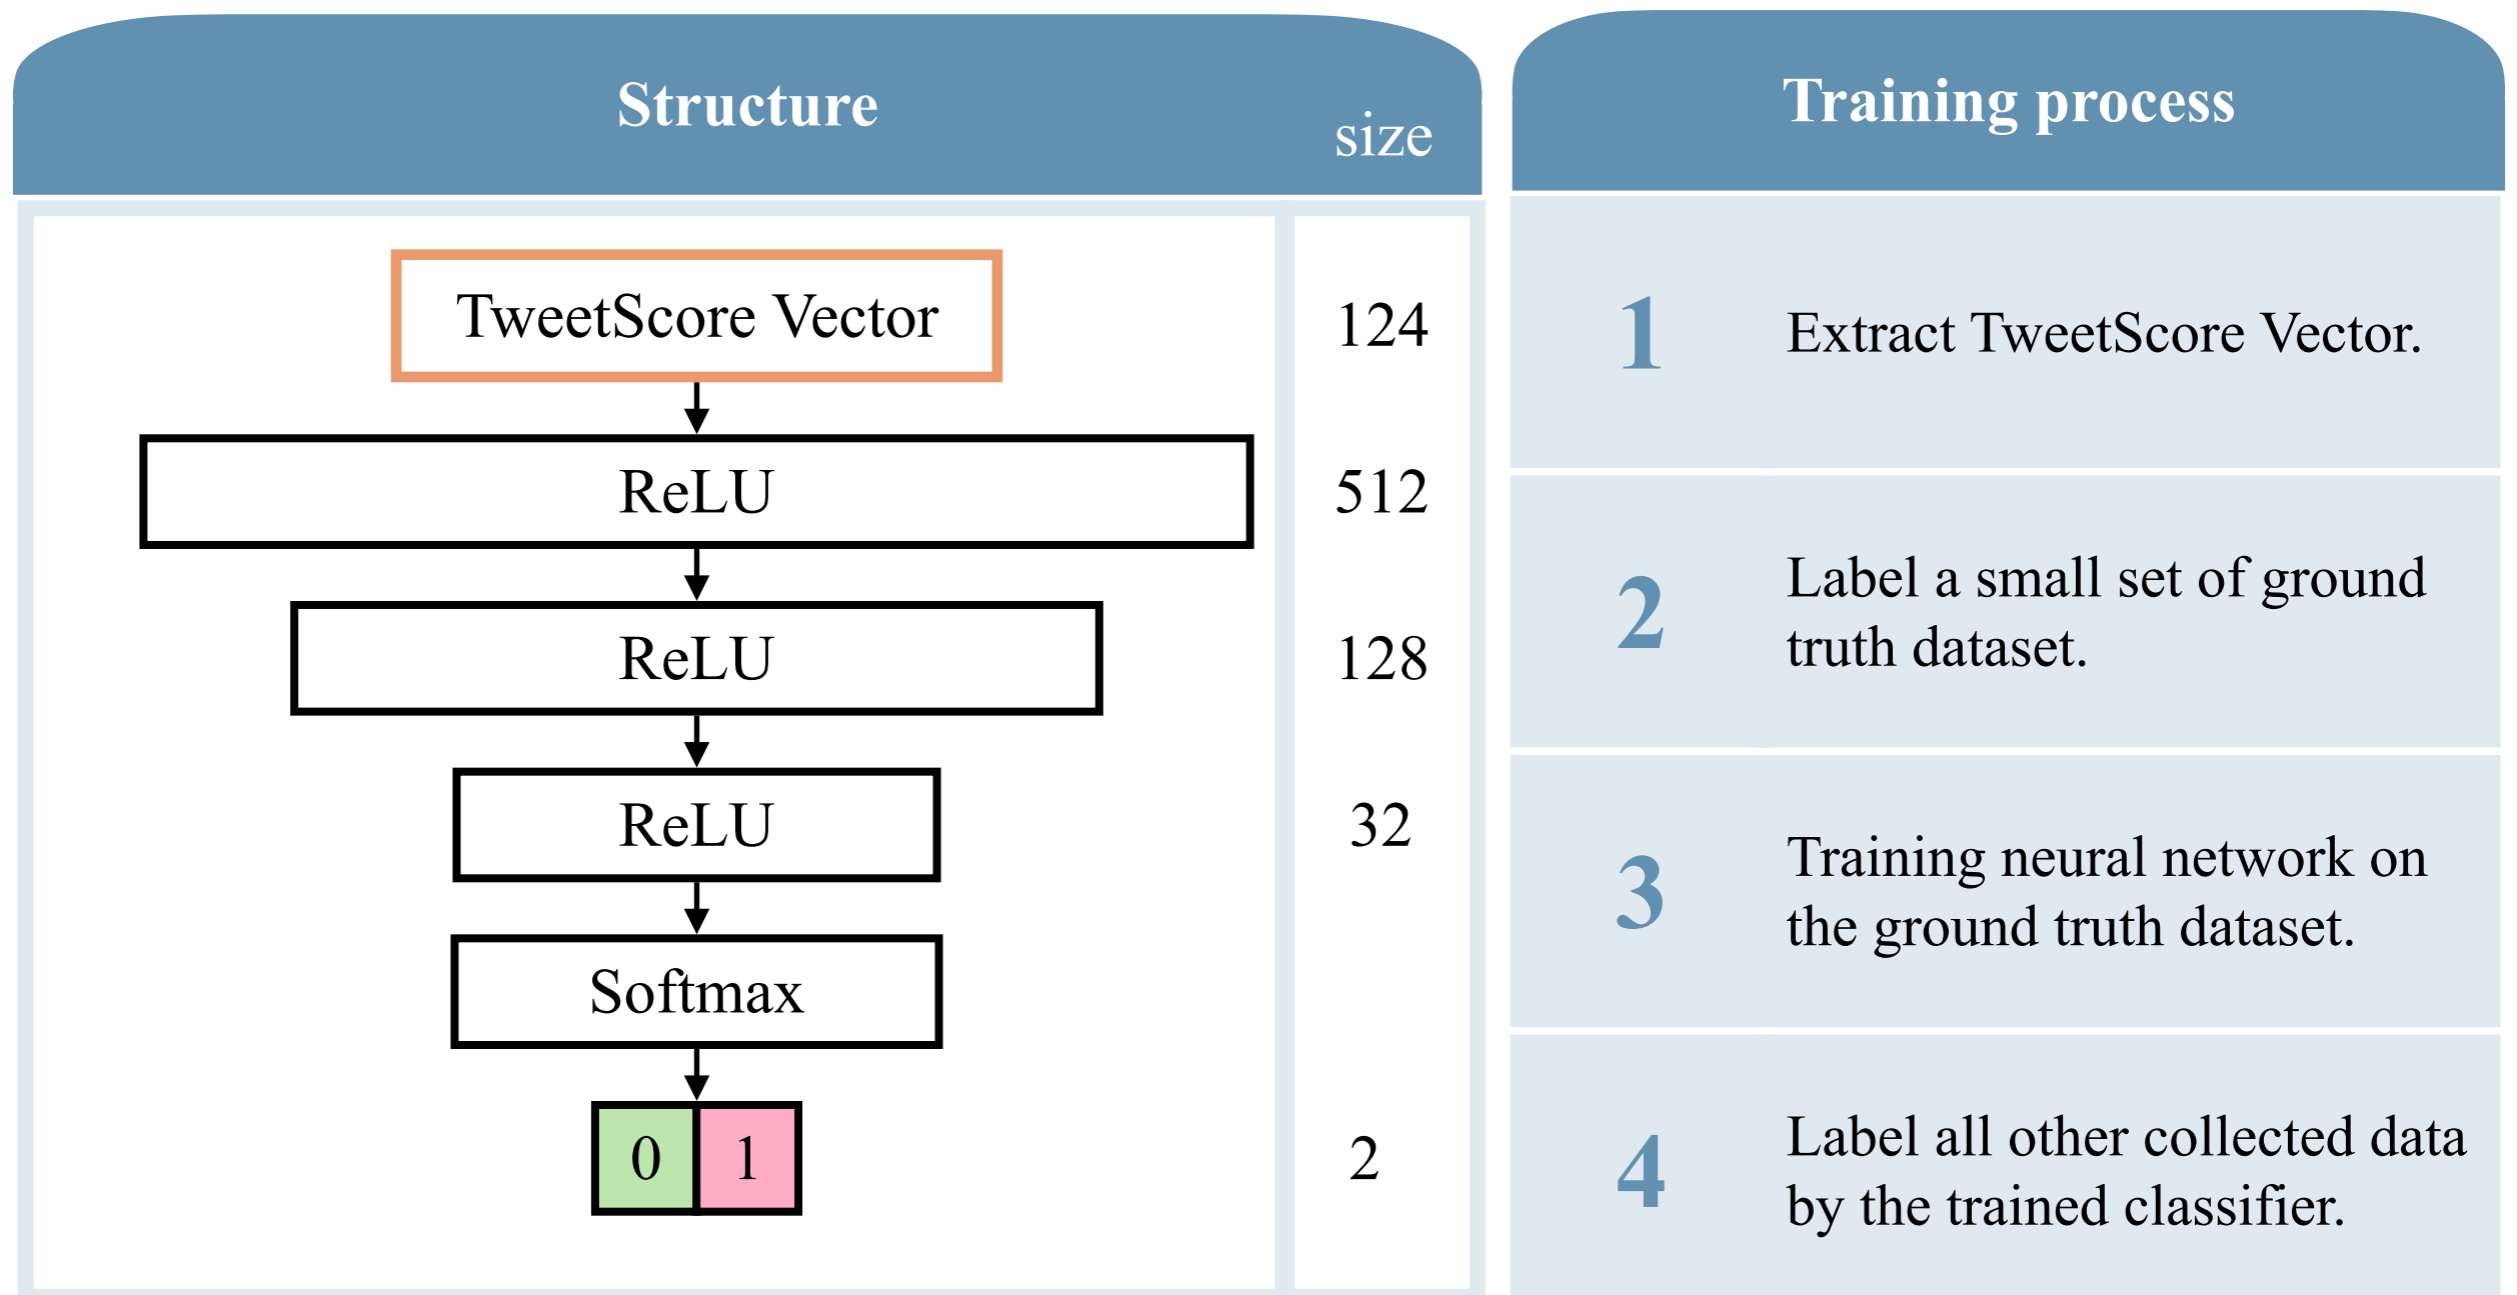 Structure
size
TweetScore Vector
124
ReLU
512
ReLU
128
ReLU
32
Softmax
0 1
2
Training process
1
Extract TweetScore Vector.
2
Label a small set of ground
truth dataset.
3
Training neural network on
the ground truth dataset.
4
Label all other collected data
by the trained classifier.